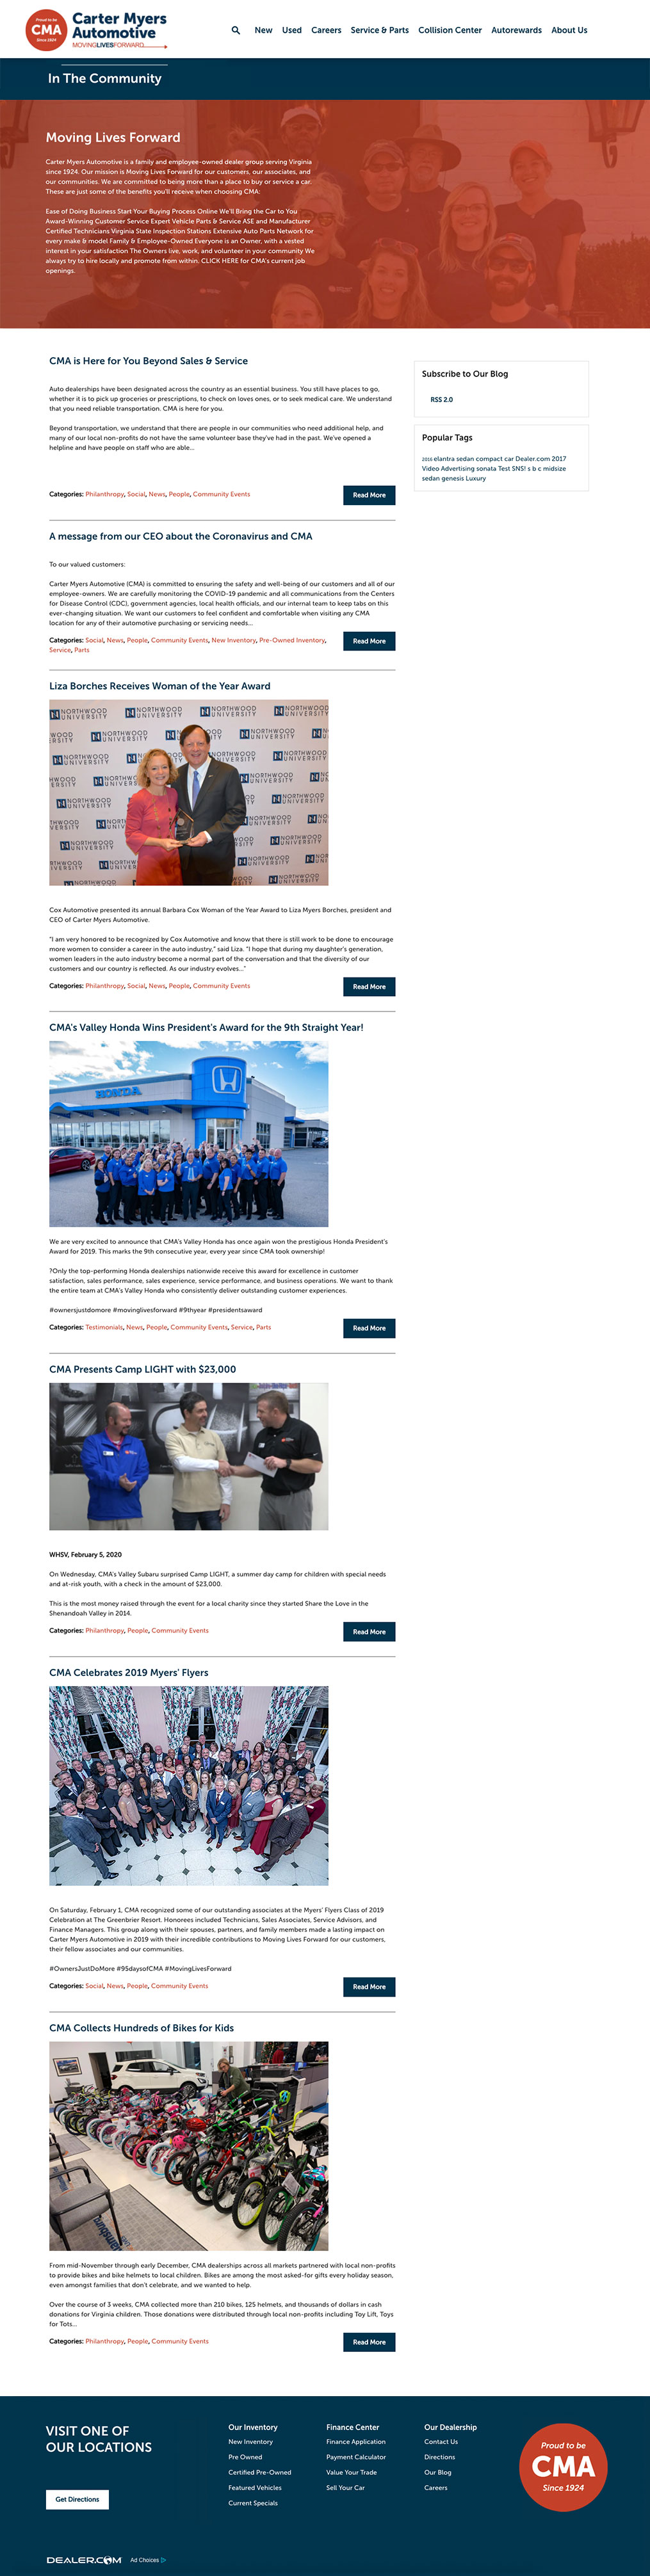 Proud to be
CMA
Since 1924
Carter Myers
Automotive
MOVINGLIVESFORWARD
New Used Careers Service & Parts Collision Center Autorewards About Us
In The Community
Moving Lives Forward
Carter Myers Automotive is a family and employee-owned dealer group serving Virginia
since 1924. Our mission is Moving Lives Forward for our customers, our associates, and
our communities. We are committed to being more than a place to buy or service a car.
These are just some of the benefits you'll receive when choosing CMA:
Ease of Doing Business Start Your Buying Process Online We'll Bring the Car to You
Award-Winning Customer Service Expert Vehicle Parts & Service ASE and Manufacturer
Certified Technicians Virginia State Inspection Stations Extensive Auto Parts Network for
every make & model Family & Employee-Owned Everyone is an Owner, with a vested
interest in your satisfaction The Owners live, work, and volunteer in your community We
always try to hire locally and promote from within. CLICK HERE for CMA's current job
openings.
CMA is Here for You Beyond Sales & Service
Auto dealerships have been designated across the country as an essential business. You still have places to go,
whether it is to pick up groceries or prescriptions, to check on loves ones, or to seek medical care. We understand
that you need reliable transportation. CMA is here for you.
Beyond transportation, we understand that there are people in our communities who need additional help, and
many of our local non-profits do not have the same volunteer base they've had in the past. We've opened a
helpline and have people on staff who are able...
Categories: Philanthropy, Social, News, People, Community Events
Read More
Subscribe to Our Blog
RSS 2.0
Popular Tags
2016 elantra sedan compact car Dealer.com 2017
Video Advertising sonata Test SNS! s b c midsize
sedan genesis Luxury
A message from our CEO about the Coronavirus and CMA
To our valued customers:
Carter Myers Automotive (CMA) is committed to ensuring the safety and well-being of our customers and all of our
employee-owners. We are carefully monitoring the COVID-19 pandemic and all communications from the Centers
for Disease Control (CDC), government agencies, local health officials, and our internal team to keep tabs on this
ever-changing situation. We want our customers to feel confident and comfortable when visiting any CMA
location for any of their automotive purchasing or servicing needs...
Categories: Social, News, People, Community Events, New Inventory, Pre-Owned Inventory,
Service, Parts
Read More
Liza Borches Receives Woman of the Year Award
NORTHWOOD
UNIVERSITY
Cox Automotive presented its annual Barbara Cox Woman of the Year Award to Liza Myers Borches, president and
CEO of Carter Myers Automotive.
"I am very honored to be recognized by Cox Automotive and know that there is still work to be done to encourage
more women to consider a career in the auto industry," said Liza. "I hope that during my daughter's generation,
women leaders in the auto industry become a normal part of the conversation and that the diversity of our
customers and our country is reflected. As our industry evolves..."
Categories: Philanthropy, Social, News, People, Community Events
Read More
CMA's Valley Honda Wins President's Award for the 9th Straight Year!
HONDA
We are very excited to announce that CMA's Valley Honda has once again won the prestigious Honda President's
Award for 2019. This marks the 9th consecutive year, every year since CMA took ownership!
?Only the top-performing Honda dealerships nationwide receive this award for excellence in customer
satisfaction, sales performance, sales experience, service performance, and business operations. We want to thank
the entire team at CMA's Valley Honda who consistently deliver outstanding customer experiences.
#ownersjustdomore #movinglivesforward #9thyear #presidentsaward
Categories: Testimonials, News, People, Community Events, Service, Parts
Read More
CMA Presents Camp LIGHT with $23,000
WHSV, February 5, 2020
On Wednesday, CMA's Valley Subaru surprised Camp LIGHT, a summer day camp for children with special needs
and at-risk youth, with a check in the amount of $23,000.
This is the most money raised through the event for a local charity since they started Share the Love in the
Shenandoah Valley in 2014.
Categories: Philanthropy, People, Community Events
Read More
CMA Celebrates 2019 Myers' Flyers
On Saturday, February 1, CMA recognized some of our outstanding associates at the Myers' Flyers Class of 2019
Celebration at The Greenbrier Resort. Honorees included Technicians, Sales Associates, Service Advisors, and
Finance Managers. This group along with their spouses, partners, and family members made a lasting impact on
Carter Myers Automotive in 2019 with their incredible contributions to Moving Lives Forward for our customers,
their fellow associates and our communities.
#OwnersJustDoMore #95daysofCMA #MovingLivesForward
Categories: Social, News, People, Community Events
Read More
CMA Collects Hundreds of Bikes for Kids
From mid-November through early December, CMA dealerships across all markets partnered with local non-profits
to provide bikes and bike helmets to local children. Bikes are among the most asked-for gifts every holiday season,
even amongst families that don't celebrate, and we wanted to help.
Over the course of 3 weeks, CMA collected more than 210 bikes, 125 helmets, and thousands of dollars in cash
donations for Virginia children. Those donations were distributed through local non-profits including Toy Lift, Toys
for Tots...
Categories: Philanthropy, People, Community Events
Read More
VISIT ONE OF
OUR LOCATIONS
Get Directions
Our Inventory
New Inventory
Pre Owned
Certified Pre-Owned
Featured Vehicles
Current Specials
Finance Center
Finance Application
Payment Calculator
Value Your Trade
Sell Your Car
Our Dealership
Contact Us
Directions
Our Blog
Careers
Proud to be
CMA
Since 1924
DEALER.COM Ad Choices